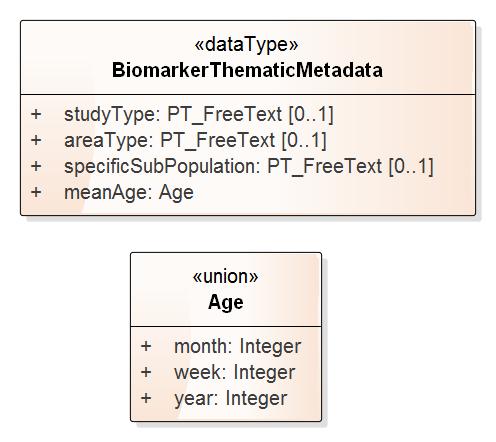 «dataType»
BiomarkerThematicMetadata
+ studyType: PT_FreeText [0..1]
+ areaType: PT_FreeText [0..1]
+ specificSubPopulation: PT_FreeText [0..1]
+ meanAge: Age
«union»
Age
+ month: Integer
+ week: Integer
+ year: Integer